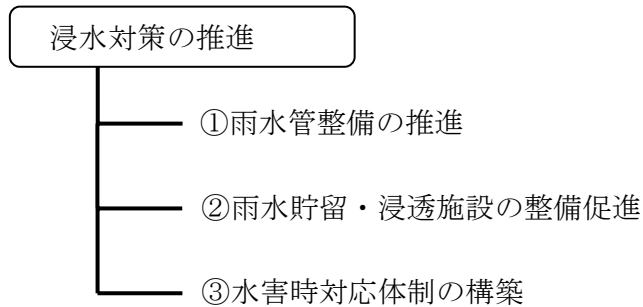 浸水対策の推進
①雨水管整備の推進
②雨水貯留・浸透施設の整備促進
③水害時対応体制の構築